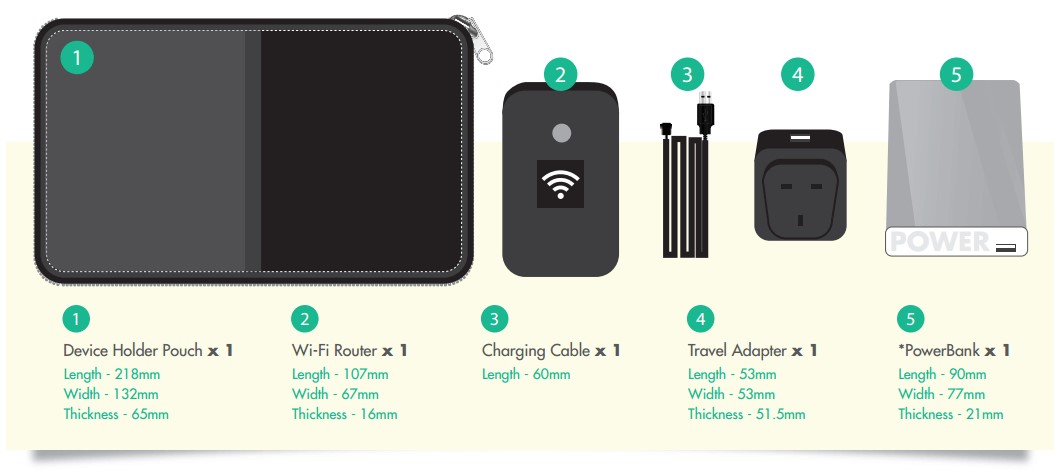 1
2
3
4
5
POWER
1
Device Holder Pouch x 1
Length - 218mm
Width - 132mm
Thickness - 65mm
2
Wi-Fi Router x 1
Length - 107mm
Width - 67mm
Thickness - 16mm
3
Charging Cable x 1
Length - 60mm
4
Travel Adapter x 1
Length - 53mm
Width - 53mm
Thickness - 51.5mm
5
*PowerBank x 1
Length - 90mm
Width - 77mm
Thickness - 21mm